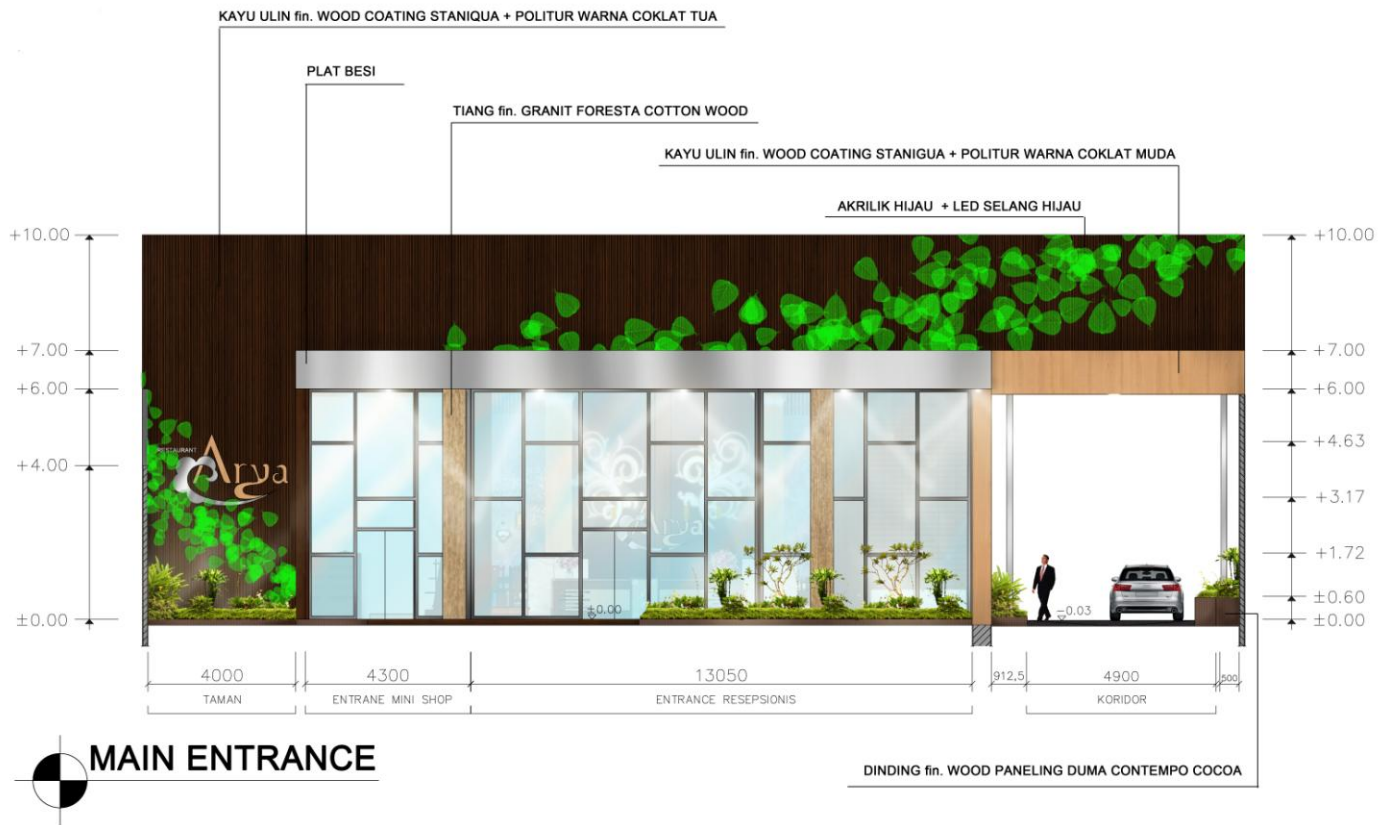 KAYU ULIN fin. WOOD COATING STANIQUA + POLITUR WARNA COKLAT TUA
PLAT BESI
TIANG fin. GRANIT FORESTA COTTON WOOD
KAYU ULIN fin. WOOD COATING STANIGUA + POLITUR WARNA COKLAT MUDA
AKRILIK HIJAU + LED SELANG HIJAU
+10.00
+10.00
+7.00
+7.00
+6.00
+6.00
+4.63
+4.00
RESTAURANT
Arya
+3.17
Arya
+1.72
+0.60
±0.00
±0.00
-0.03
±0.00
4000
4300
13050
912,5
4900
500
TAMAN
ENTRANE MINI SHOP
ENTRANCE RESEPSIONIS
KORIDOR
MAIN ENTRANCE
DINDING fin. WOOD PANELING DUMA CONTEMPO COCOA